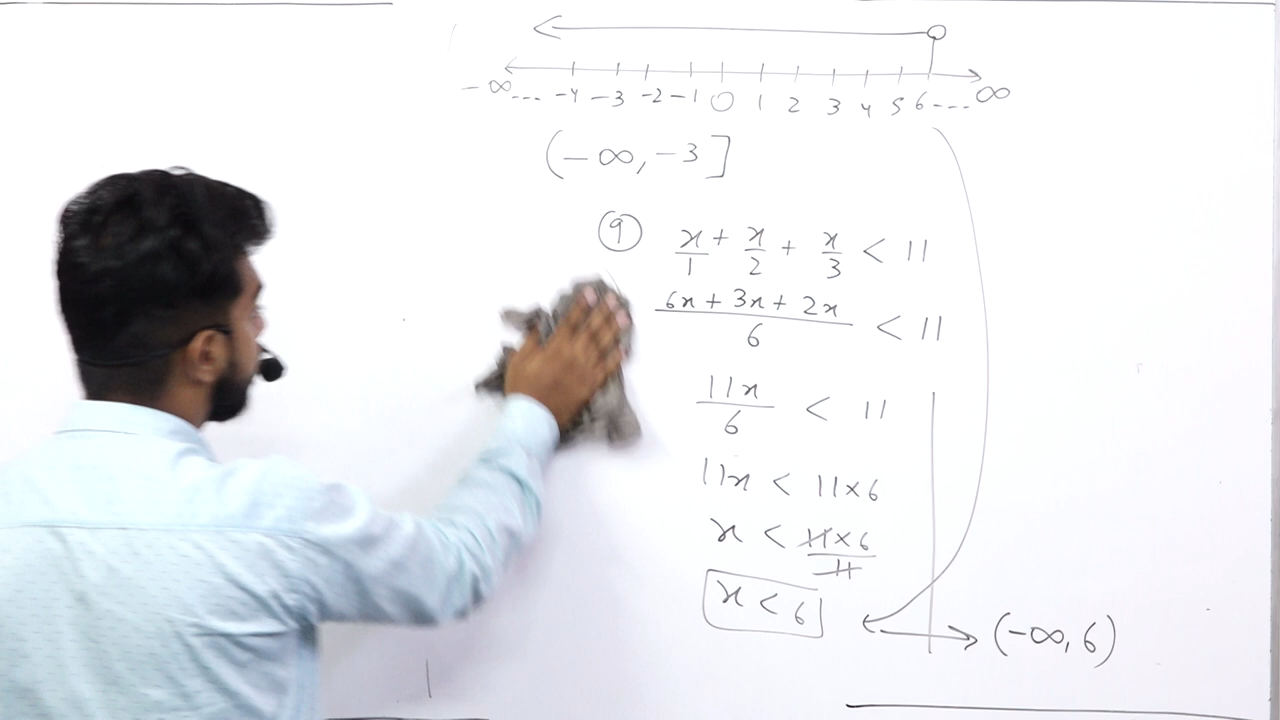 -∞... -4 -3 -2 -1 0 1 2 3 4 5 6 ---- ∞
(-∞, -3]
⑨ x/1 + x/2 + x/3 < 11
(6x + 3x + 2x)/6 < 11
11x/6 < 11
11x < 11×6
x < 11×6/11
x < 6
(-∞, 6)